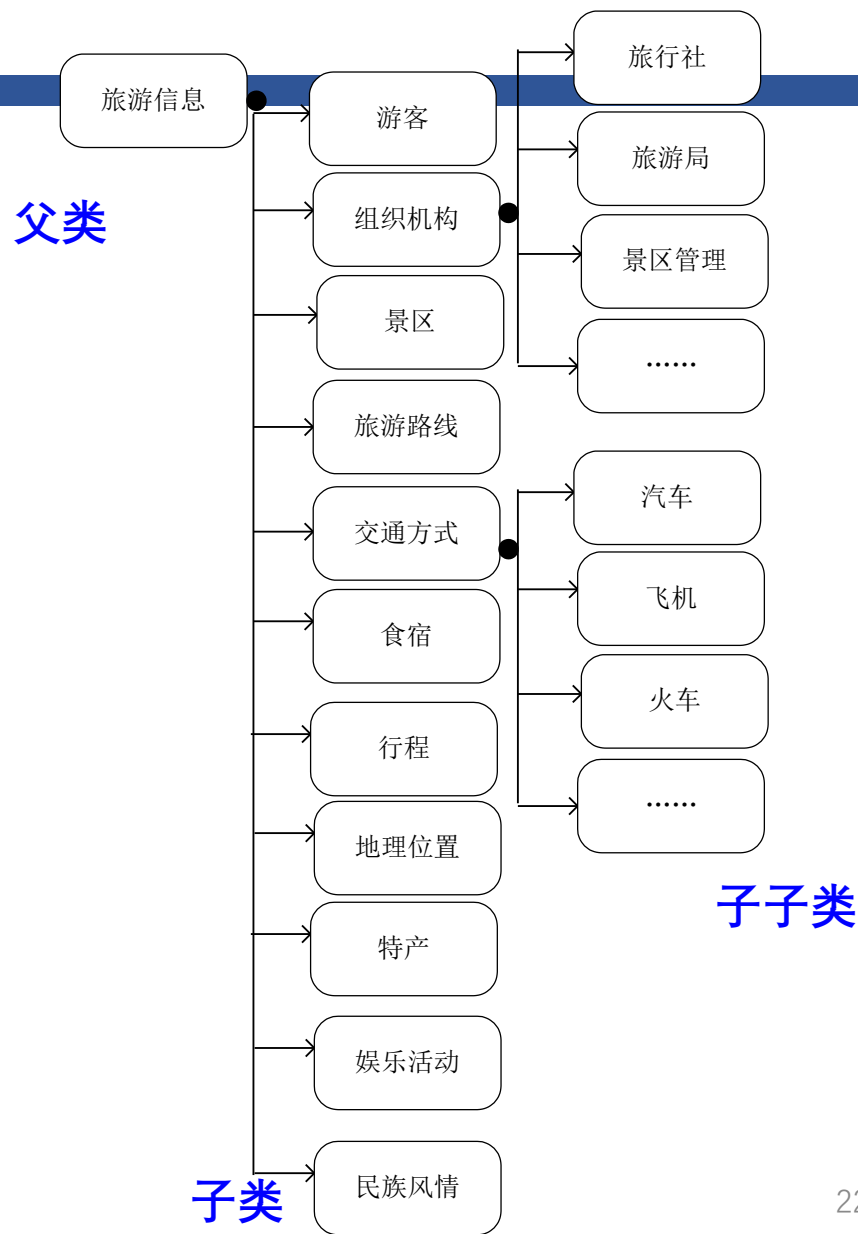 旅游信息
父类
游客
组织机构
景区
旅游路线
交通方式
食宿
行程
地理位置
特产
娱乐活动
民族风情
子类
旅行社
旅游局
景区管理
……
汽车
飞机
火车
……
子子类
22